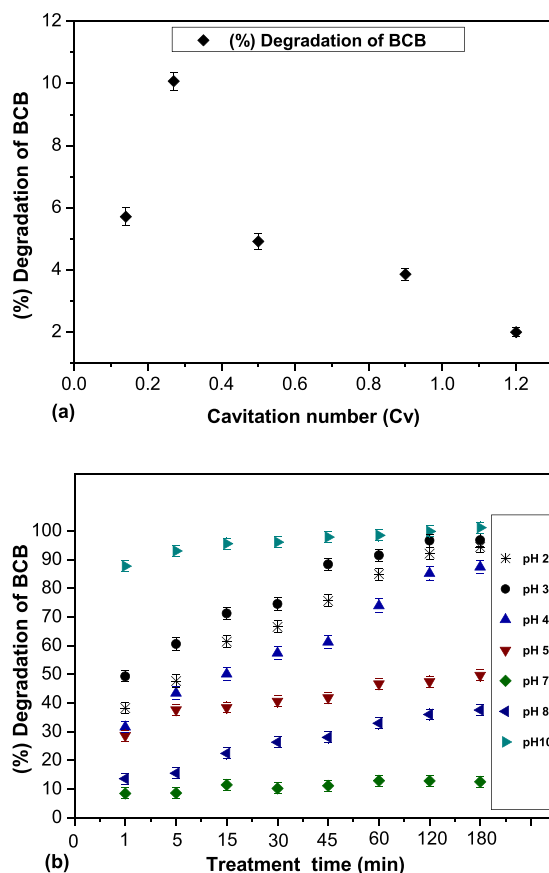 12
(%) Degradation of BCB
10
8
6
4
2
(%) Degradation of BCB
0.0 0.2 0.4 0.6 0.8 1.0 1.2
(a)
Cavitation number (Cv)
100
90
80
70
60
50
40
30
20
10
0
(%) Degradation of BCB
pH 2
pH 3
pH 4
pH 5
pH 7
pH 8
pH10
1 5 15 30 45 60 120 180
(b)
Treatment time (min)